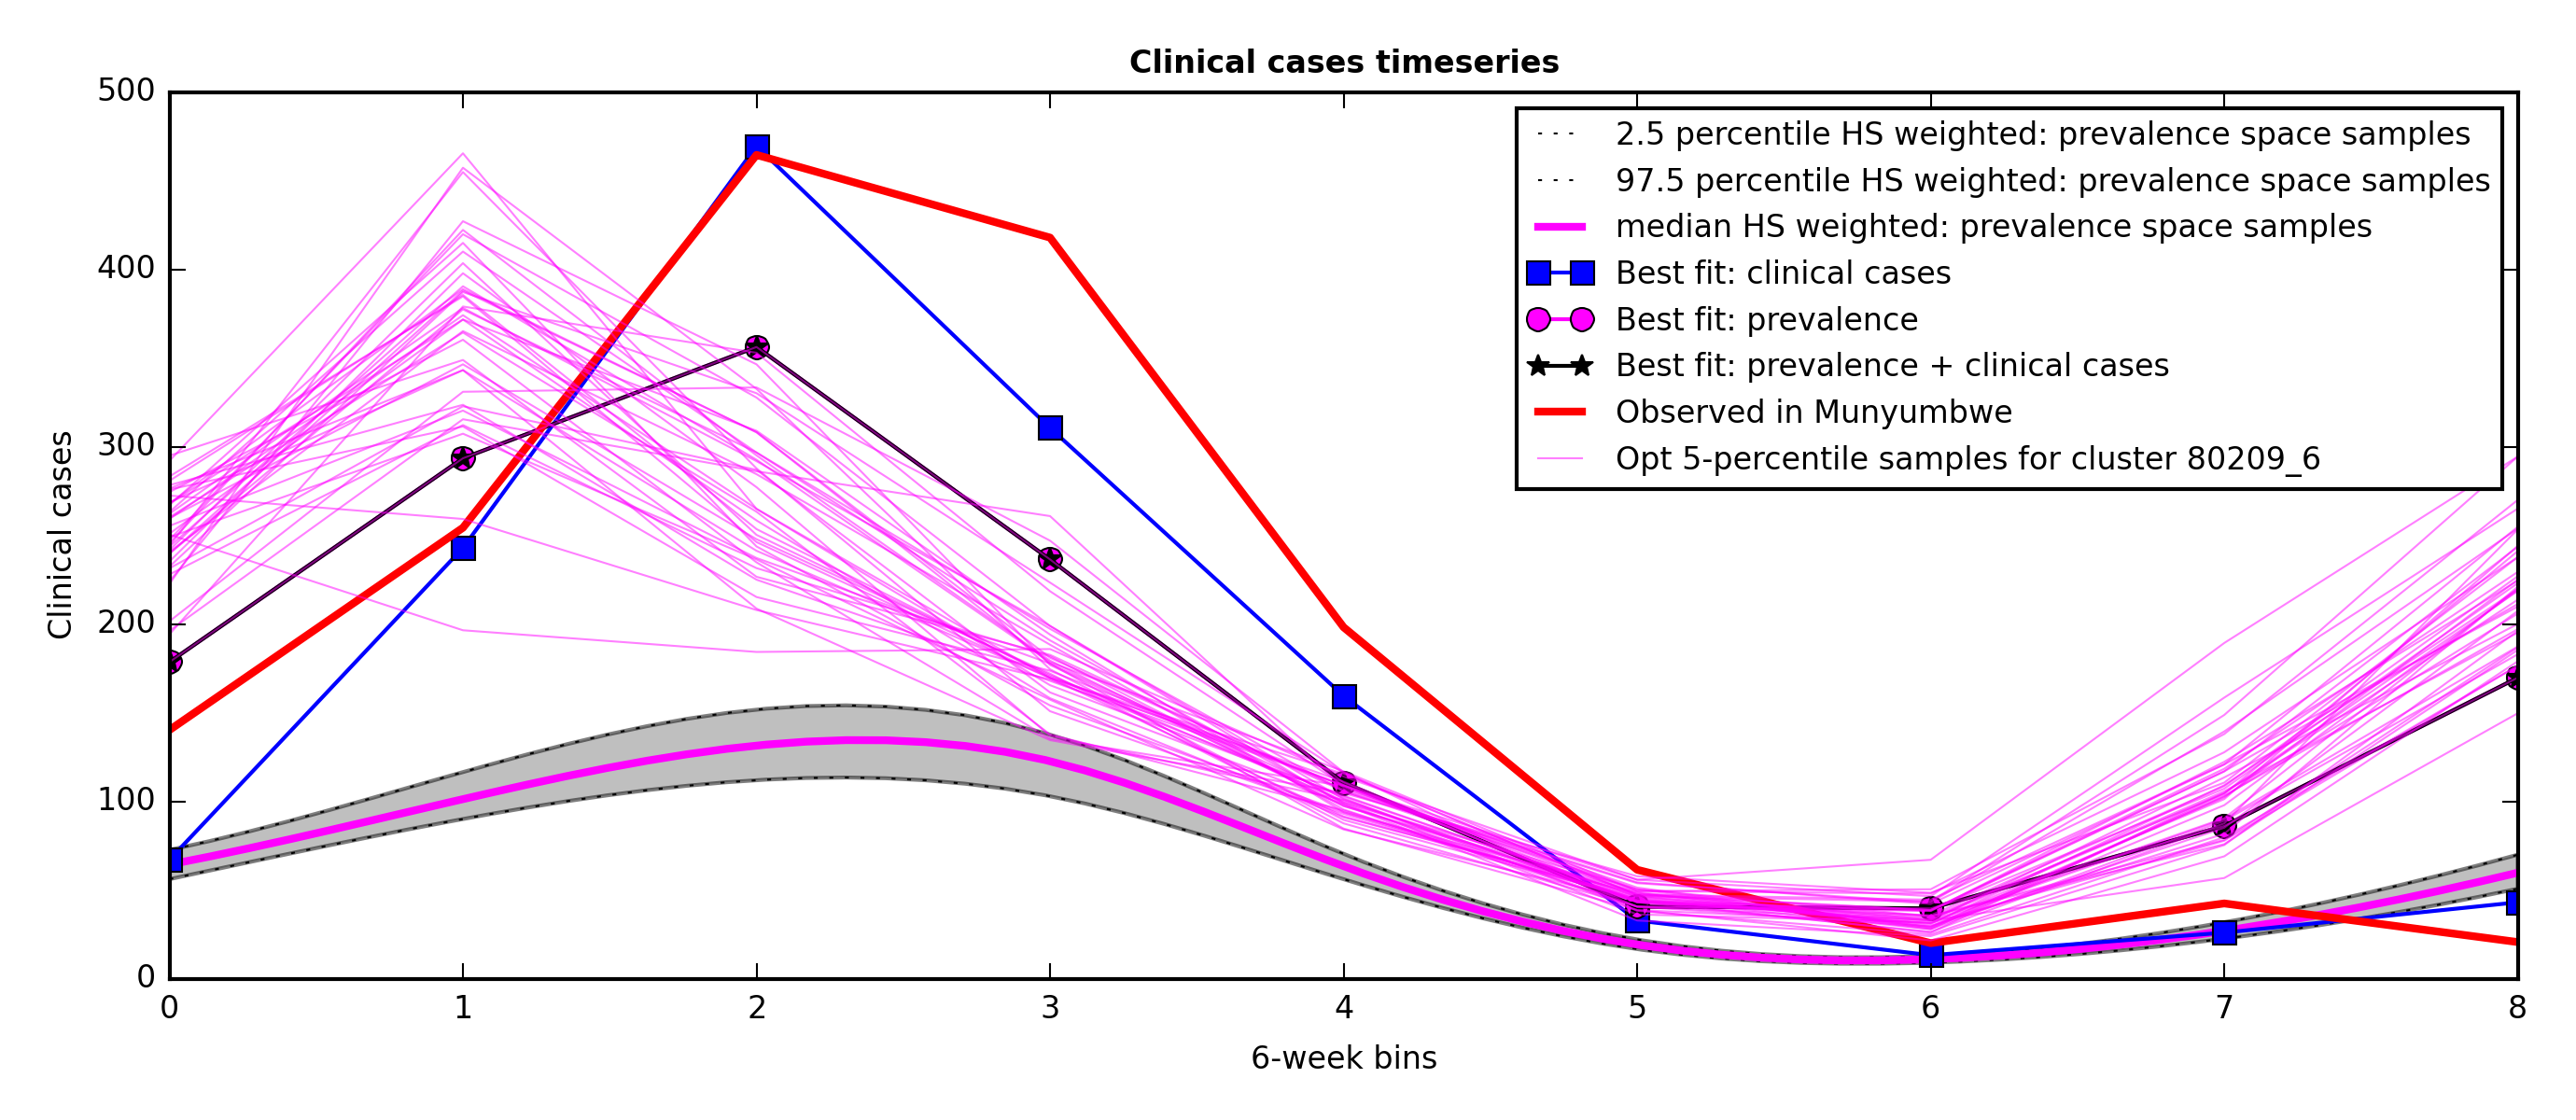 Clinical cases timeseries
500
400
300
200
100
0
Clinical cases
2.5 percentile HS weighted: prevalence space samples
97.5 percentile HS weighted: prevalence space samples
median HS weighted: prevalence space samples
Best fit: clinical cases
Best fit: prevalence
Best fit: prevalence + clinical cases
Observed in Munyumbwe
Opt 5-percentile samples for cluster 80209_6
0 1 2 3 4 5 6 7 8
6-week bins